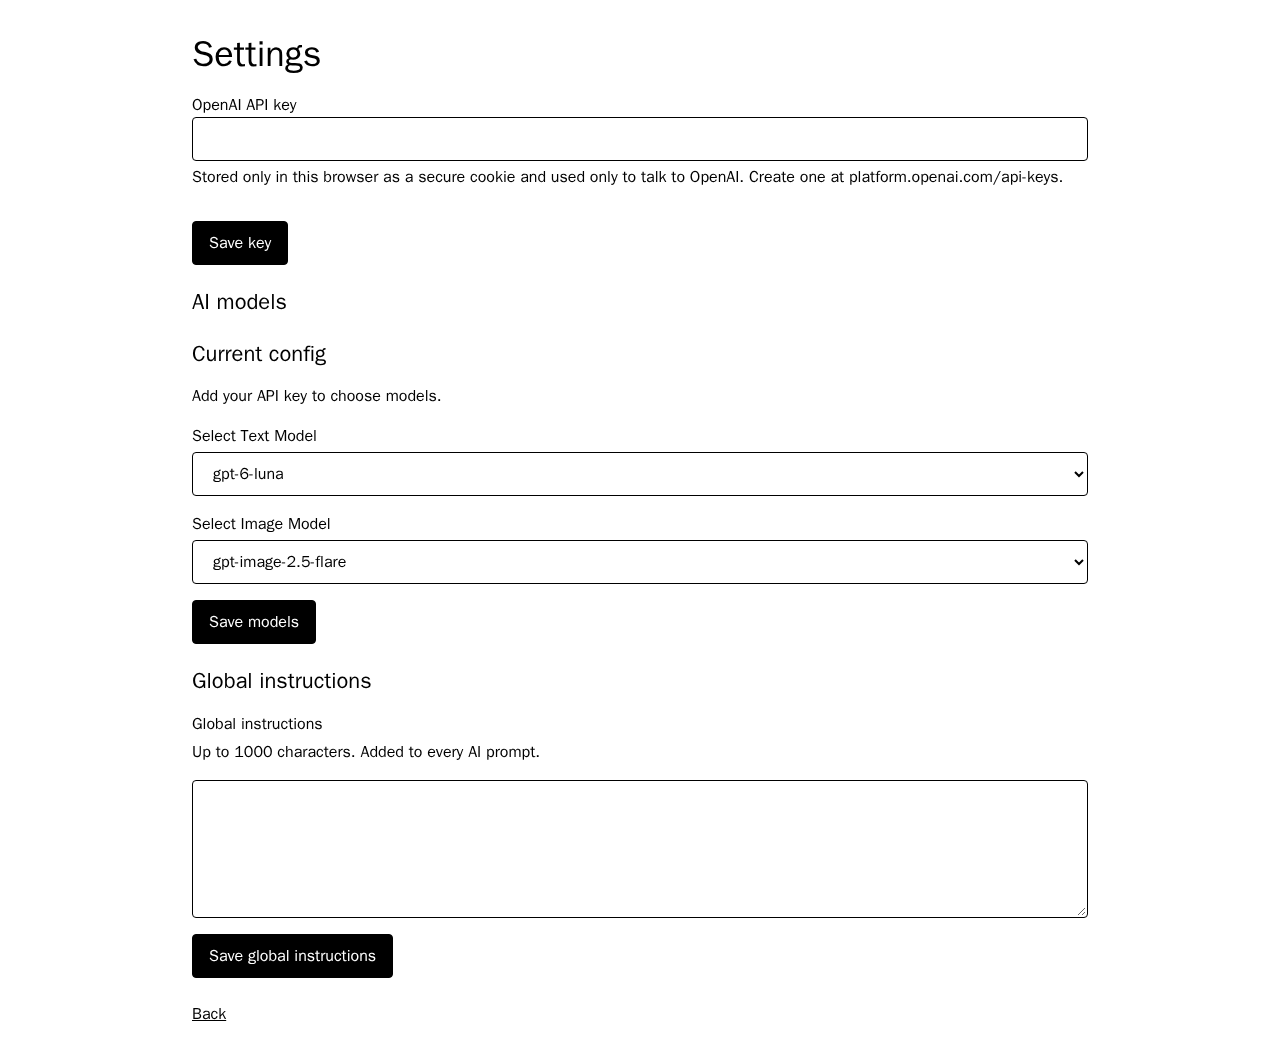 Settings
OpenAI API key
Stored only in this browser as a secure cookie and used only to talk to OpenAI. Create one at platform.openai.com/api-keys.
Save key
AI models
Current config
Add your API key to choose models.
Select Text Model
gpt-6-luna
Select Image Model
gpt-image-2.5-flare
Save models
Global instructions
Global instructions
Up to 1000 characters. Added to every AI prompt.
Save global instructions
Back